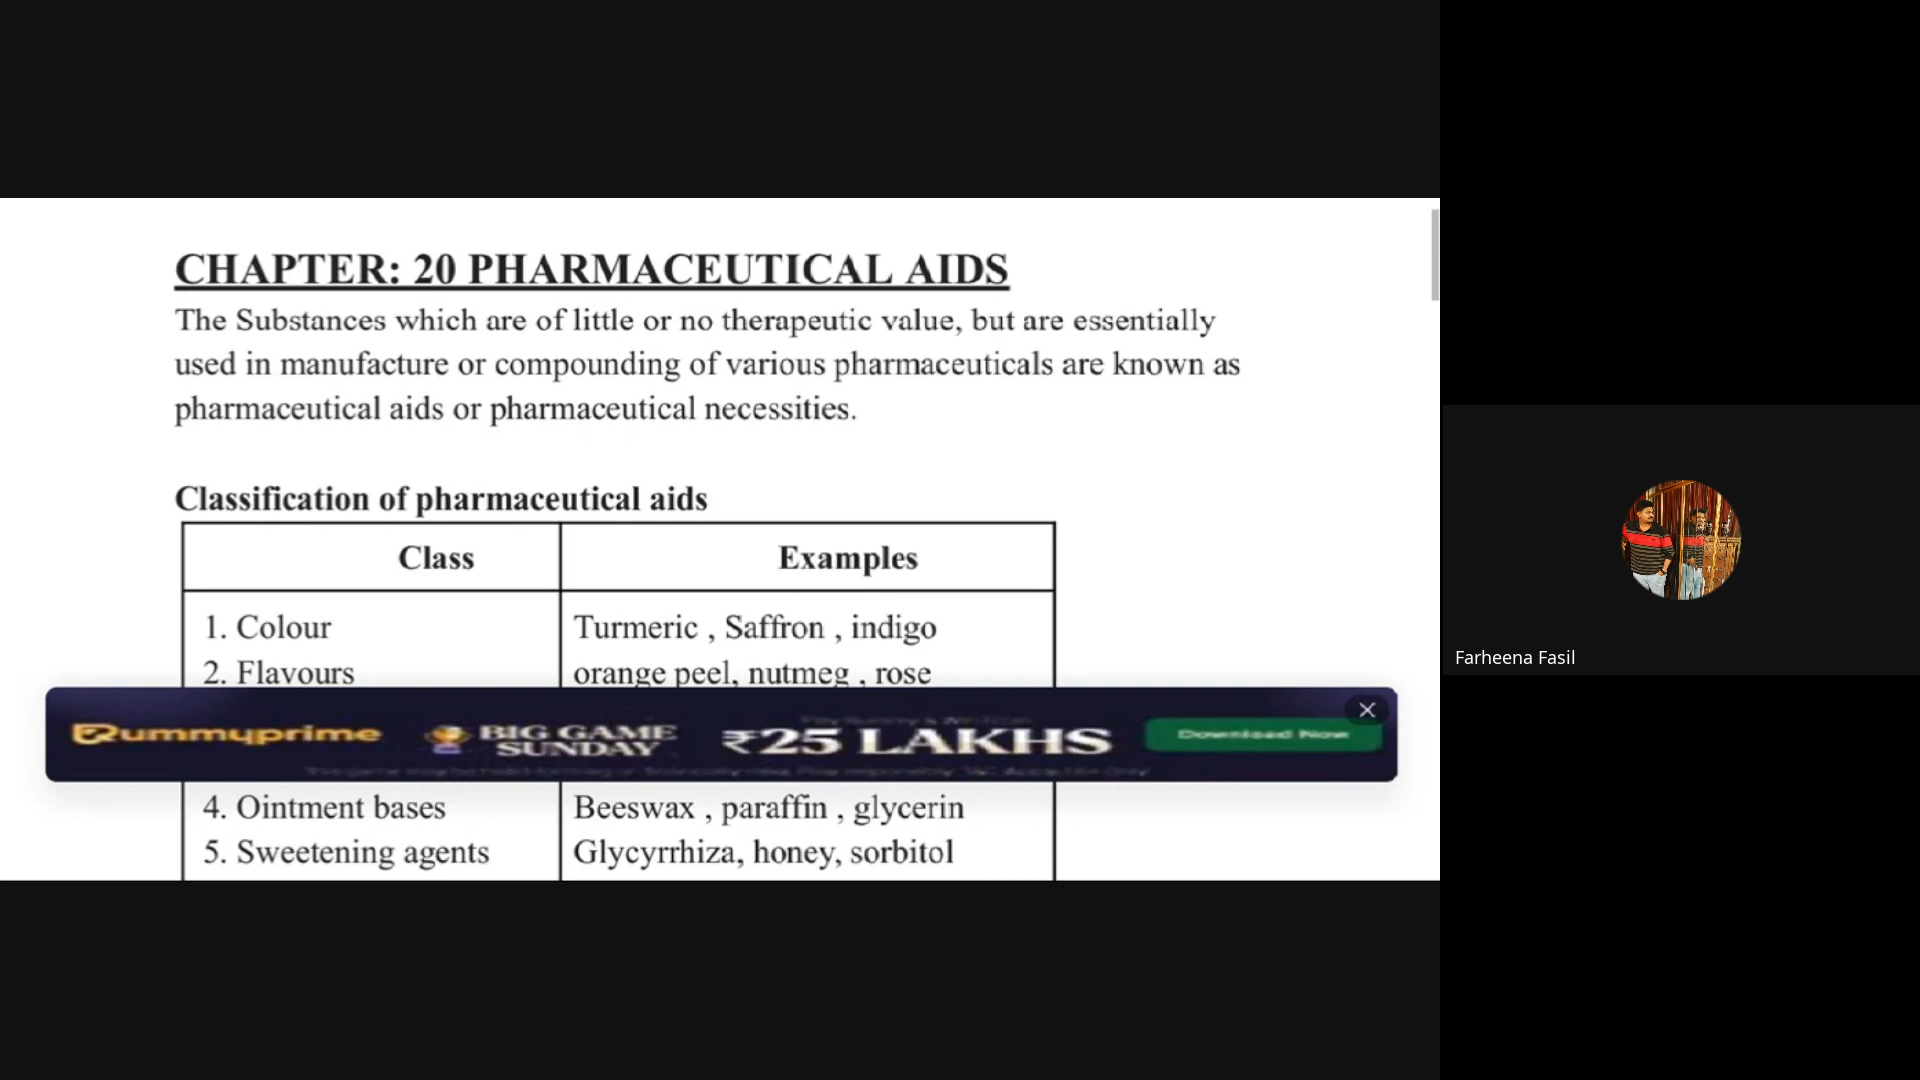 CHAPTER: 20 PHARMACEUTICAL AIDS
The Substances which are of little or no therapeutic value, but are essentially
used in manufacture or compounding of various pharmaceuticals are known as
pharmaceutical aids or pharmaceutical necessities.
Classification of pharmaceutical aids
Class Examples
1. Colour Turmeric , Saffron , indigo
2. Flavours orange peel, nutmeg , rose
Rummyprime BIG GAME SUNDAY ₹25 LAKHS Download Now
4. Ointment bases Beeswax , paraffin , glycerin
5. Sweetening agents Glycyrrhiza, honey, sorbitol
Farheena Fasil